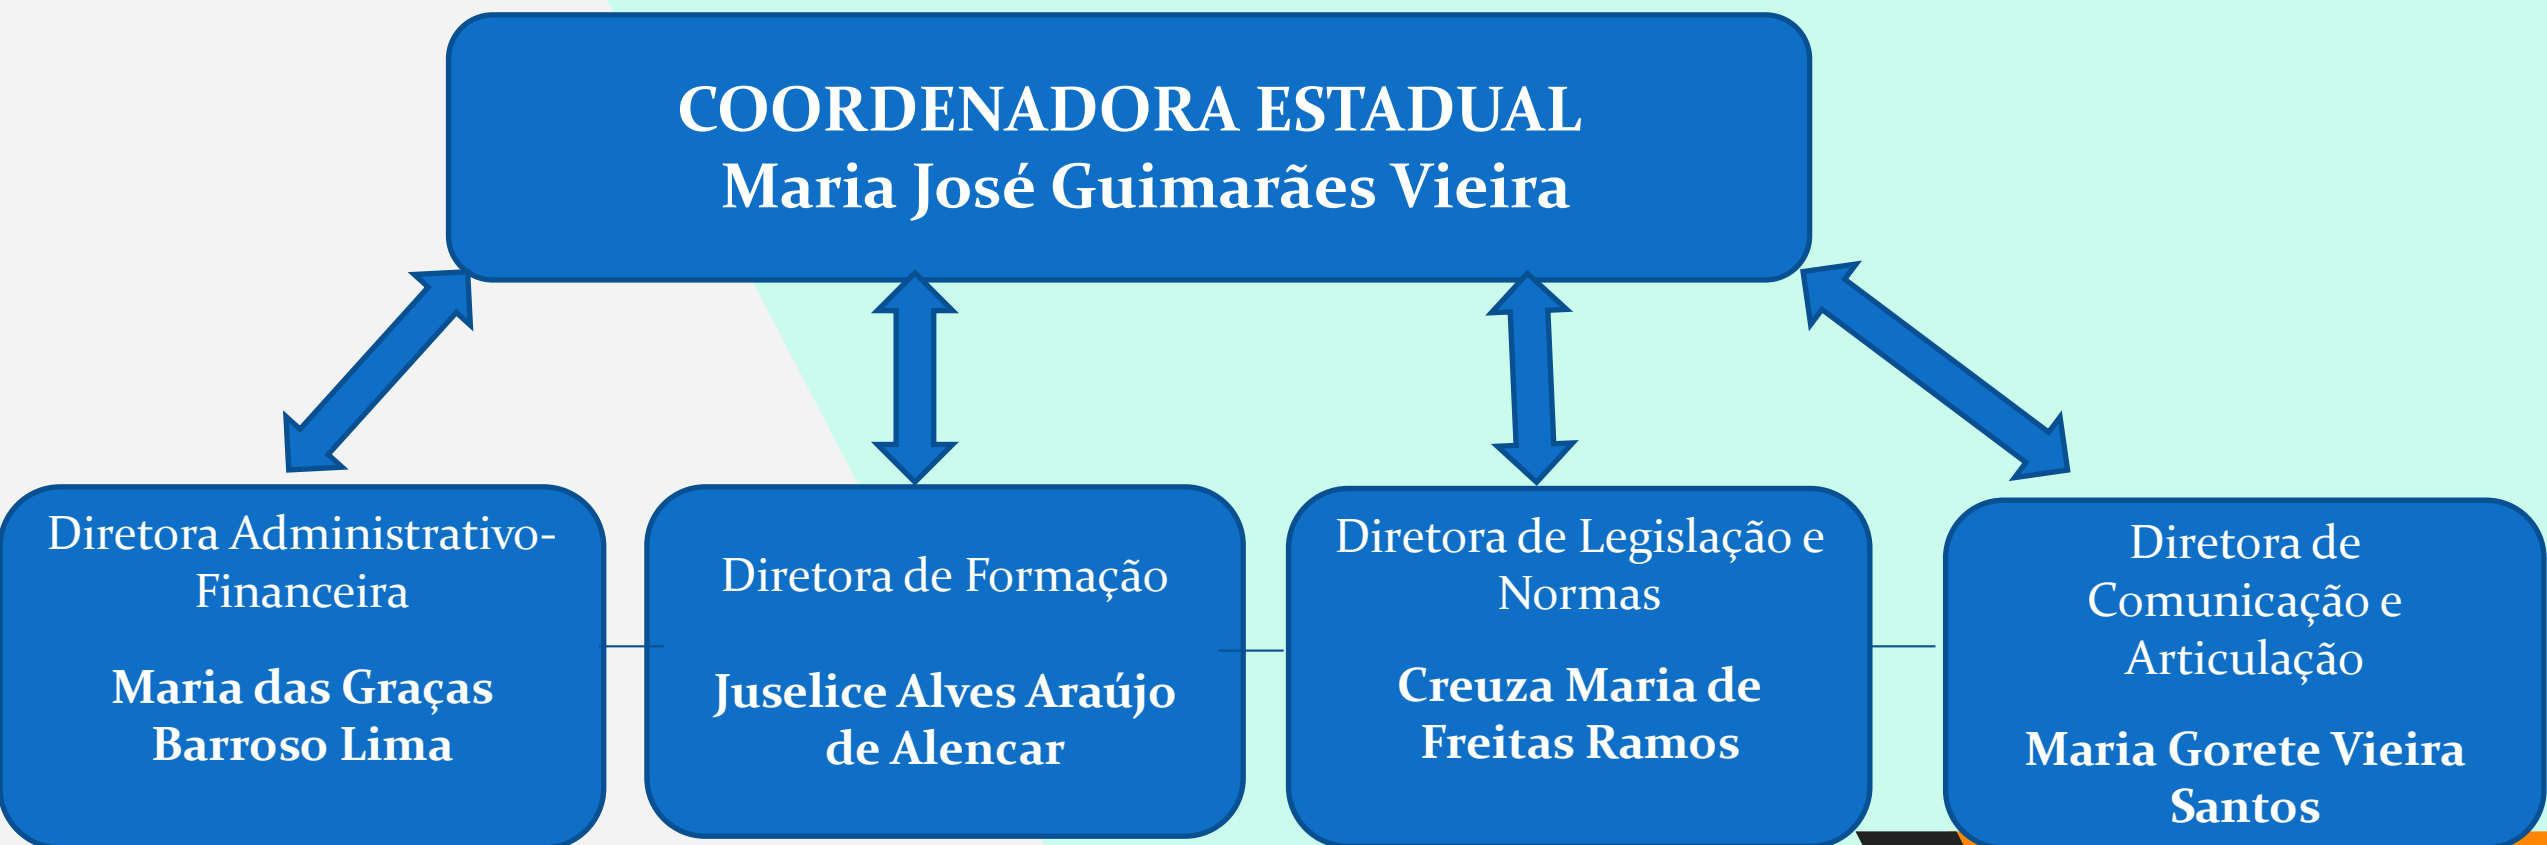 COORDENADORA ESTADUAL
Maria José Guimarães Vieira
Diretora Administrativo-
Financeira
Maria das Graças
Barroso Lima
Diretora de Formação
Juselice Alves Araújo
de Alencar
Diretora de Legislação e
Normas
Creuza Maria de
Freitas Ramos
Diretora de
Comunicação e
Articulação
Maria Gorete Vieira
Santos